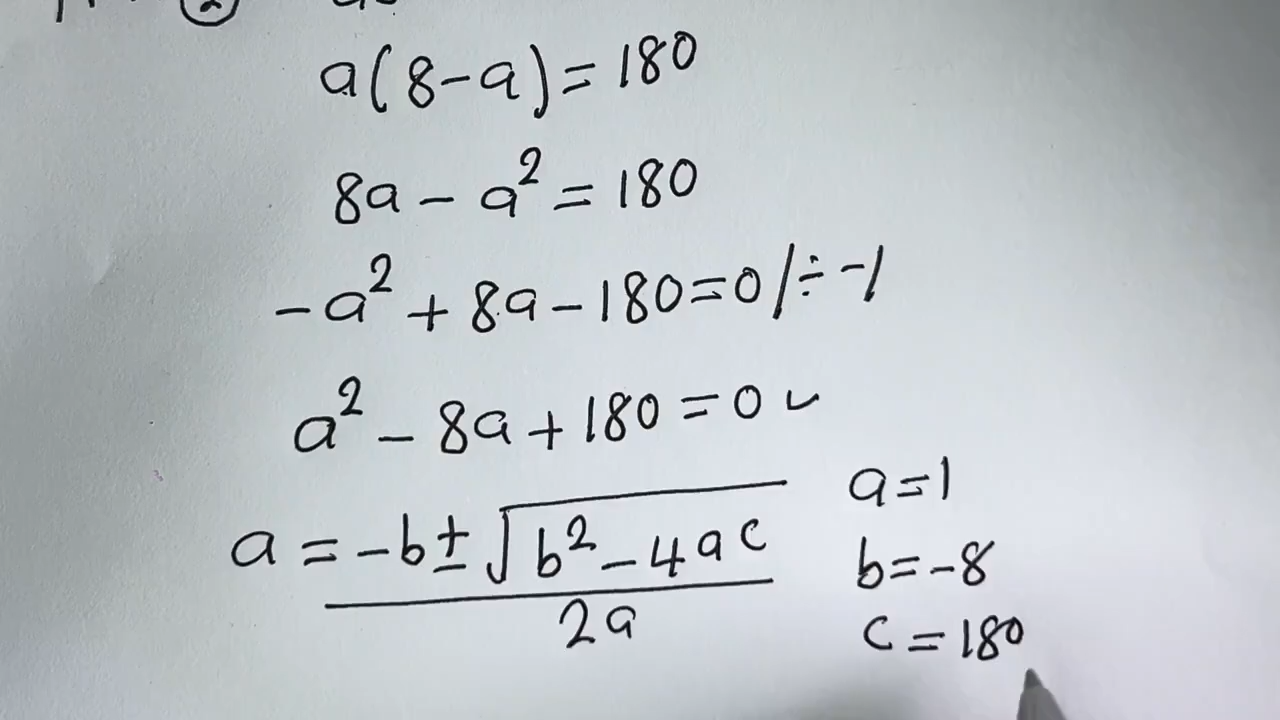 ②
a(8-a)=180
8a-a²=180
-a²+8a-180=0/÷-1
a²-8a+180=0
a=-b±√b²-4ac
2a
a=1
b=-8
c=180